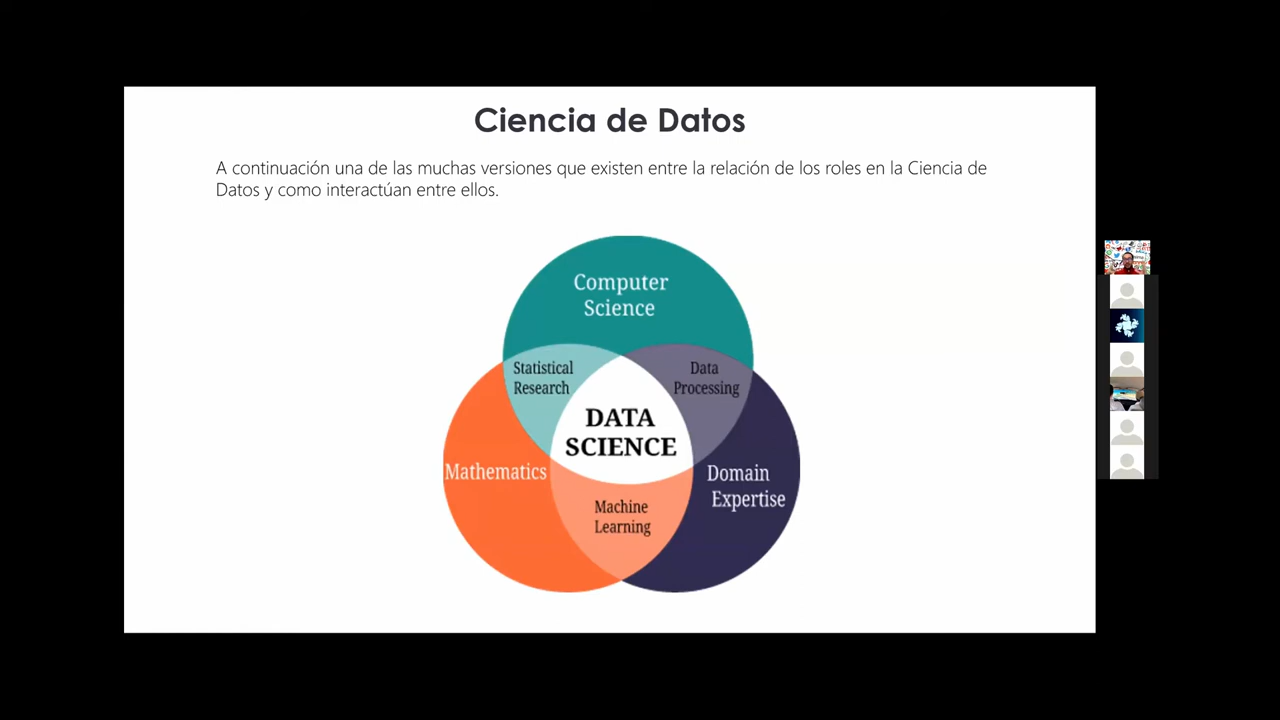 Ciencia de Datos
A continuación una de las muchas versiones que existen entre la relación de los roles en la Ciencia de
Datos y como interactúan entre ellos.
Computer
Science
Statistical
Research
Data
Processing
DATA
SCIENCE
Mathematics
Domain
Expertise
Machine
Learning